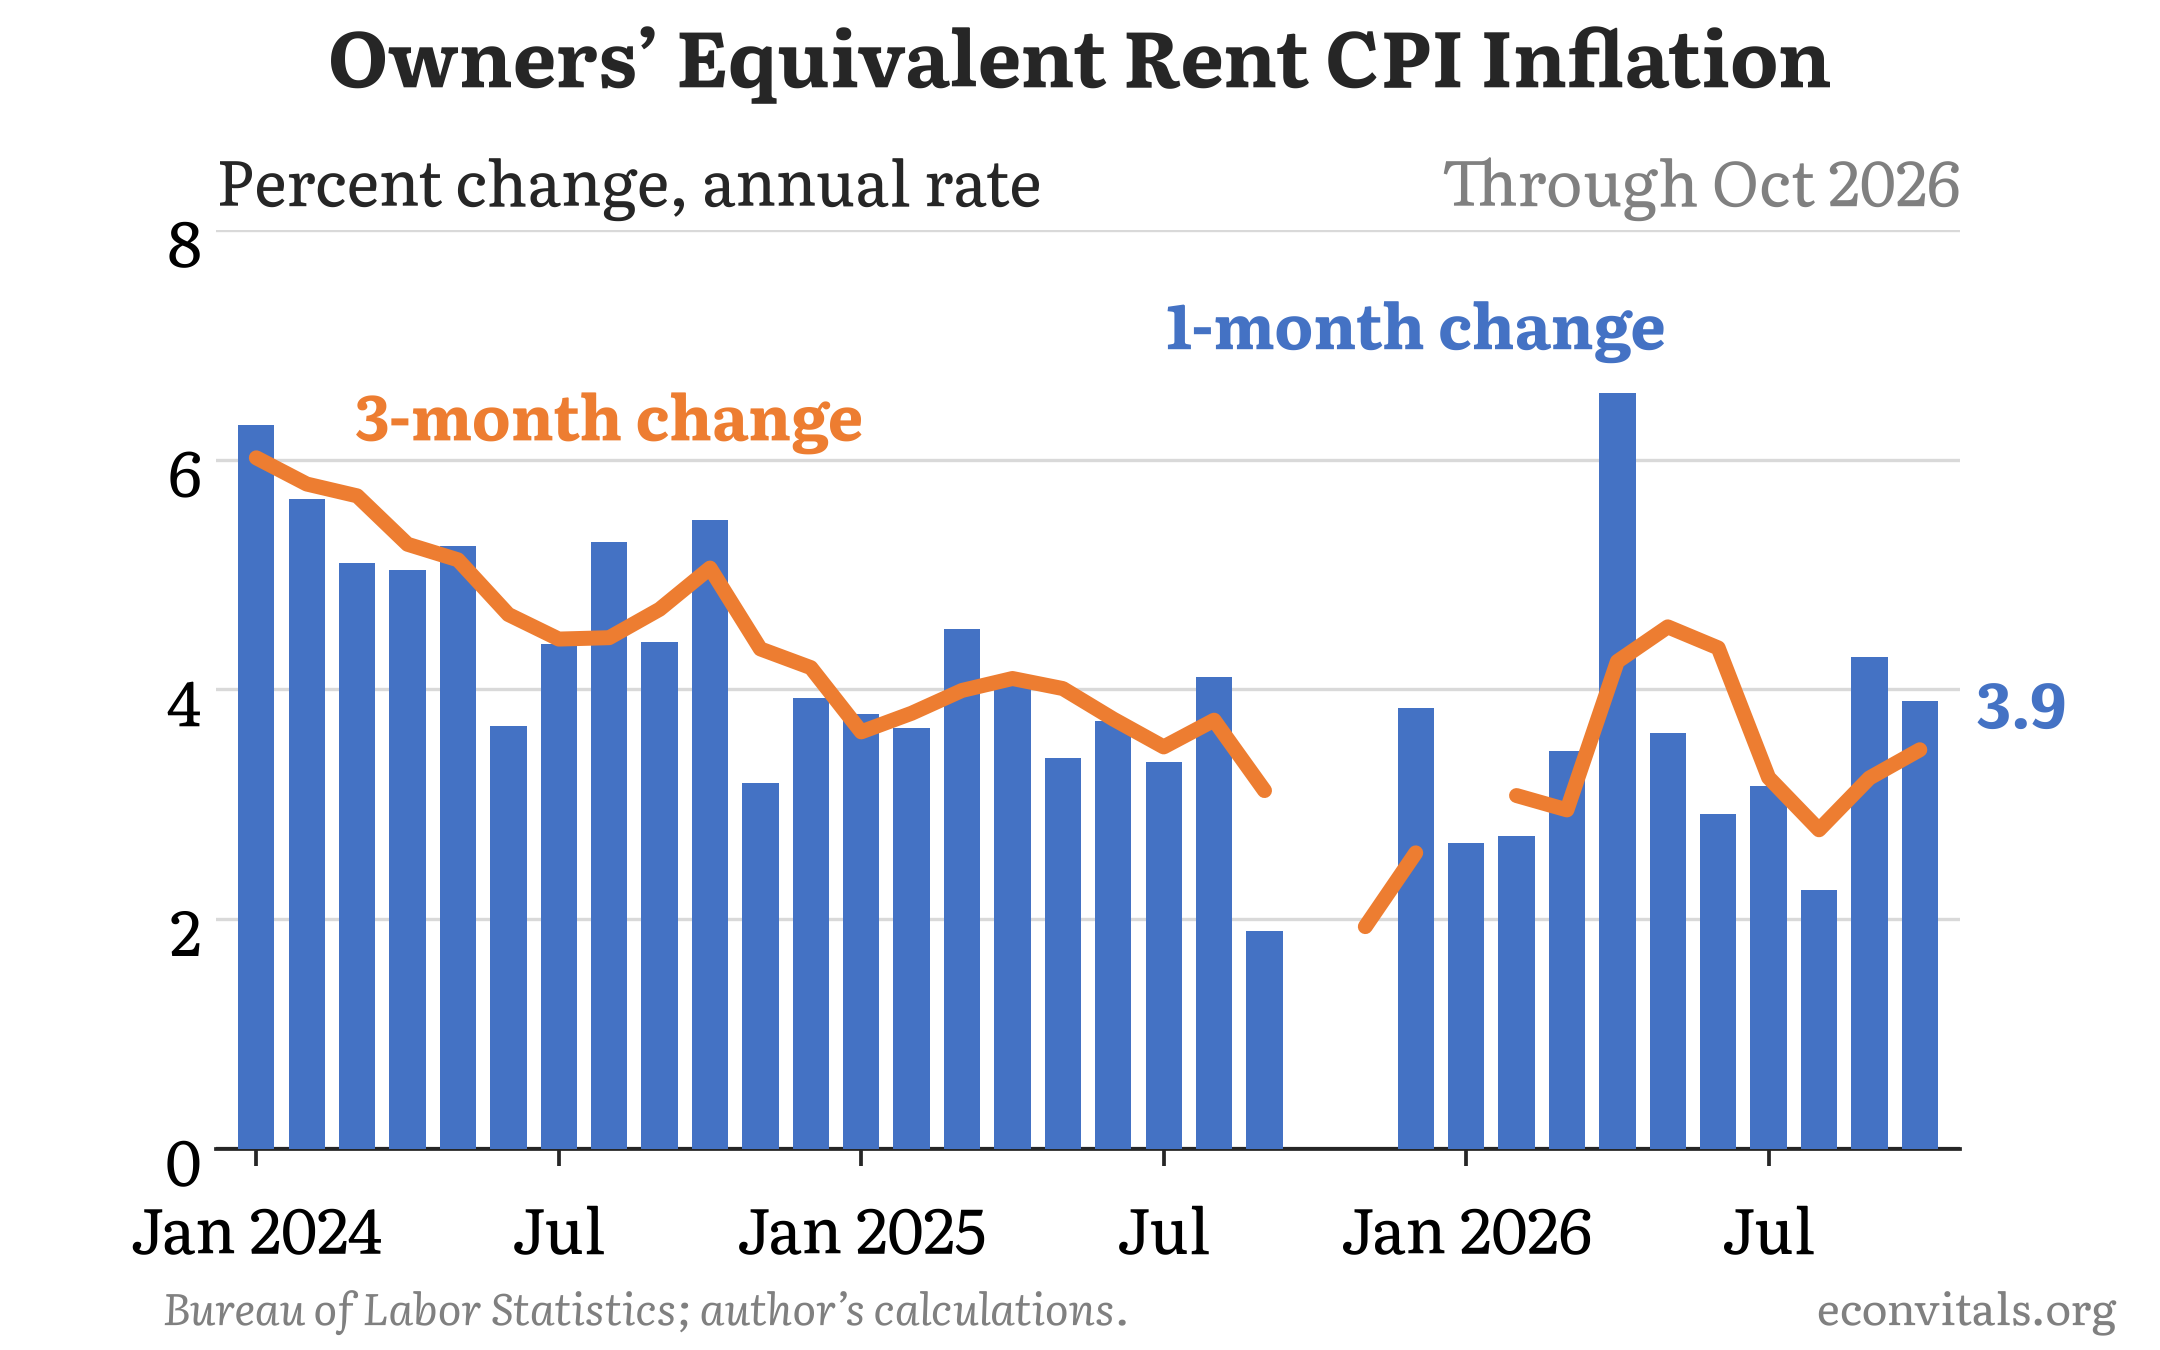 Owners’ Equivalent Rent CPI Inflation
Percent change, annual rate
Through Oct 2026
8
1-month change
3-month change
6
4
3.9
2
0
Jan 2024
Jul
Jan 2025
Jul
Jan 2026
Jul
Bureau of Labor Statistics; author’s calculations.
econvitals.org